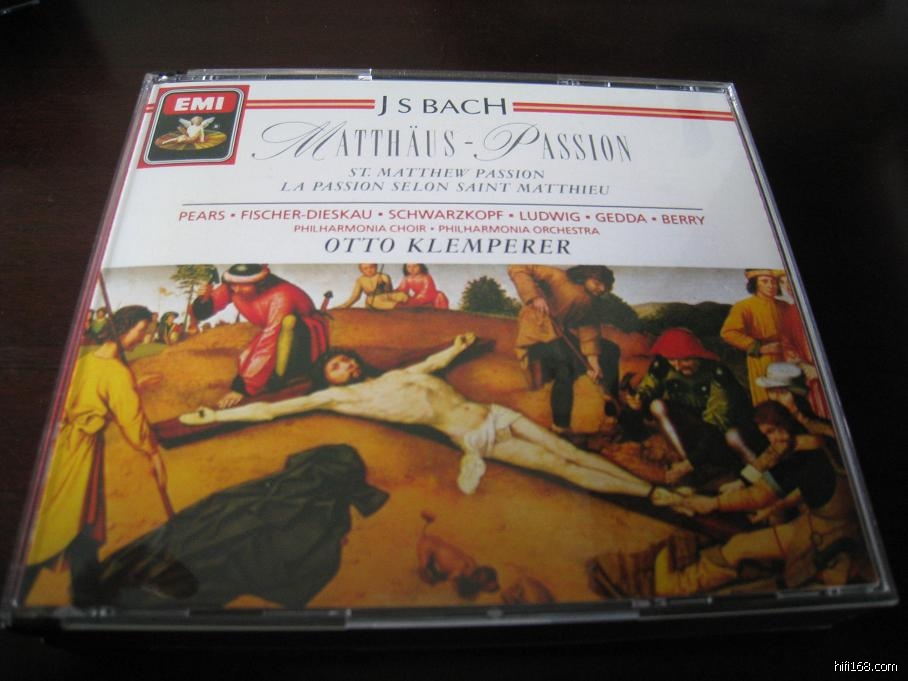 EMI
J S BACH
MATTHÄUS-PASSION
ST. MATTHEW PASSION
LA PASSION SELON SAINT MATTHIEU
PEARS • FISCHER-DIESKAU • SCHWARZKOPF • LUDWIG • GEDDA • BERRY
PHILHARMONIA CHOIR • PHILHARMONIA ORCHESTRA
OTTO KLEMPERER
hifi168.com